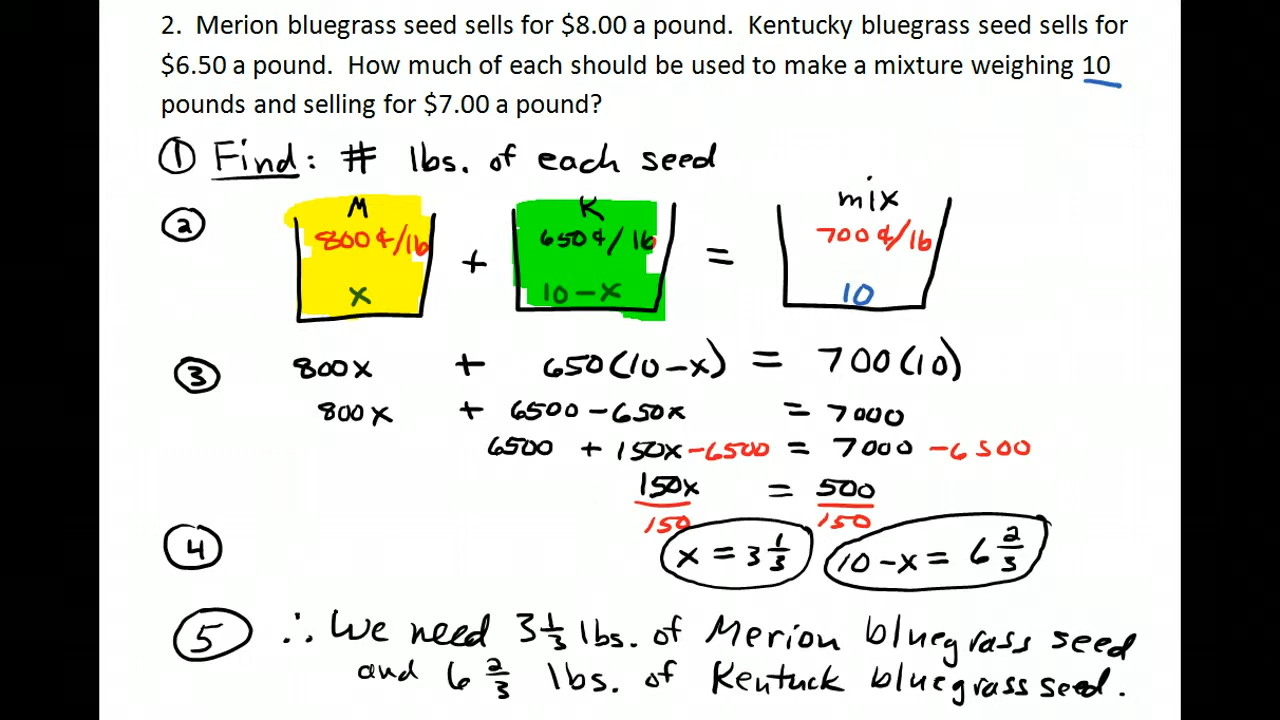 2. Merion bluegrass seed sells for $8.00 a pound. Kentucky bluegrass seed sells for
$6.50 a pound. How much of each should be used to make a mixture weighing 10
pounds and selling for $7.00 a pound?
① Find: # lbs. of each seed
② M K mix
800¢/lb + 650¢/lb = 700¢/lb
x 10-x 10
③ 800x + 650(10-x) = 700(10)
800x + 6500-650x = 7000
6500 + 150x -6500 = 7000 -6500
150x = 500
150 150
④ x = 3 1/3 10-x = 6 2/3
⑤ ∴ We need 3 1/3 lbs. of Merion bluegrass seed
and 6 2/3 lbs. of Kentuck bluegrass seed.